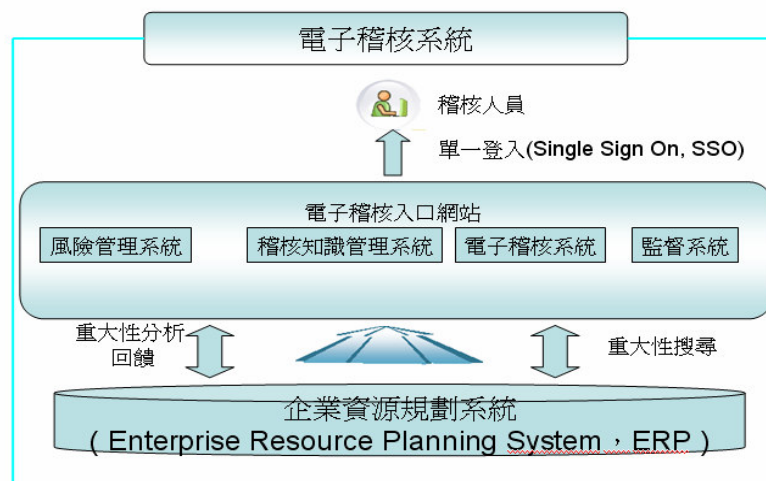 電子稽核系統
稽核人員
單一登入(Single Sign On, SSO)
電子稽核入口網站
風險管理系統
稽核知識管理系統
電子稽核系統
監督系統
重大性分析
回饋
重大性搜尋
企業資源規劃系統
( Enterprise Resource Planning System，ERP )